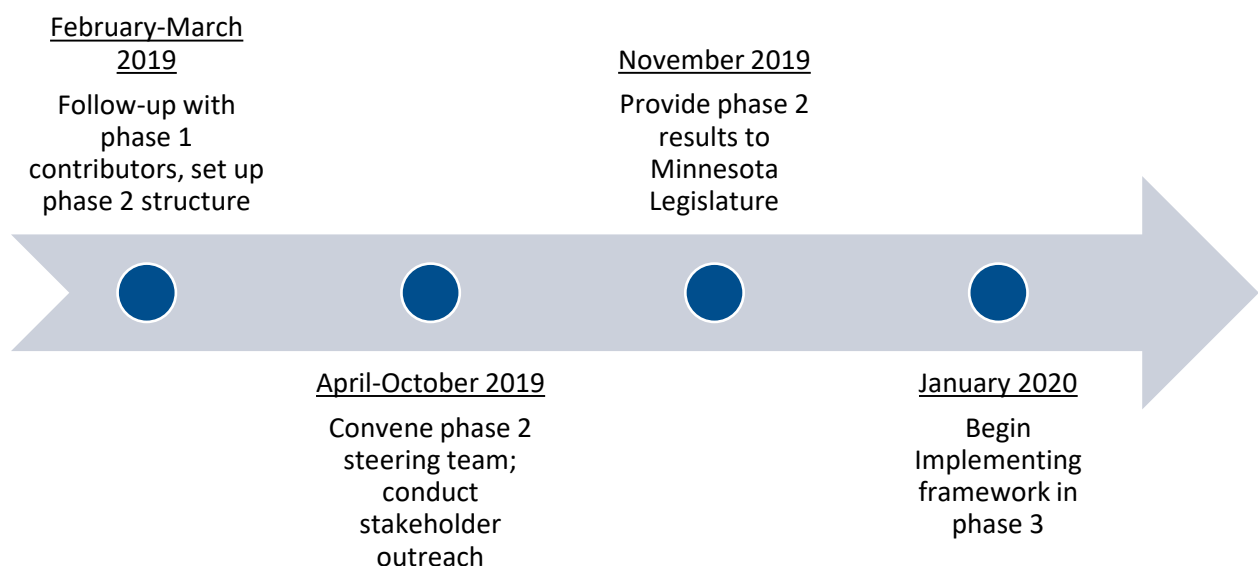 February-March
2019
Follow-up with
phase 1
contributors, set up
phase 2 structure
April-October 2019
Convene phase 2
steering team;
conduct
stakeholder
outreach
November 2019
Provide phase 2
results to
Minnesota
Legislature
January 2020
Begin
Implementing
framework in
phase 3